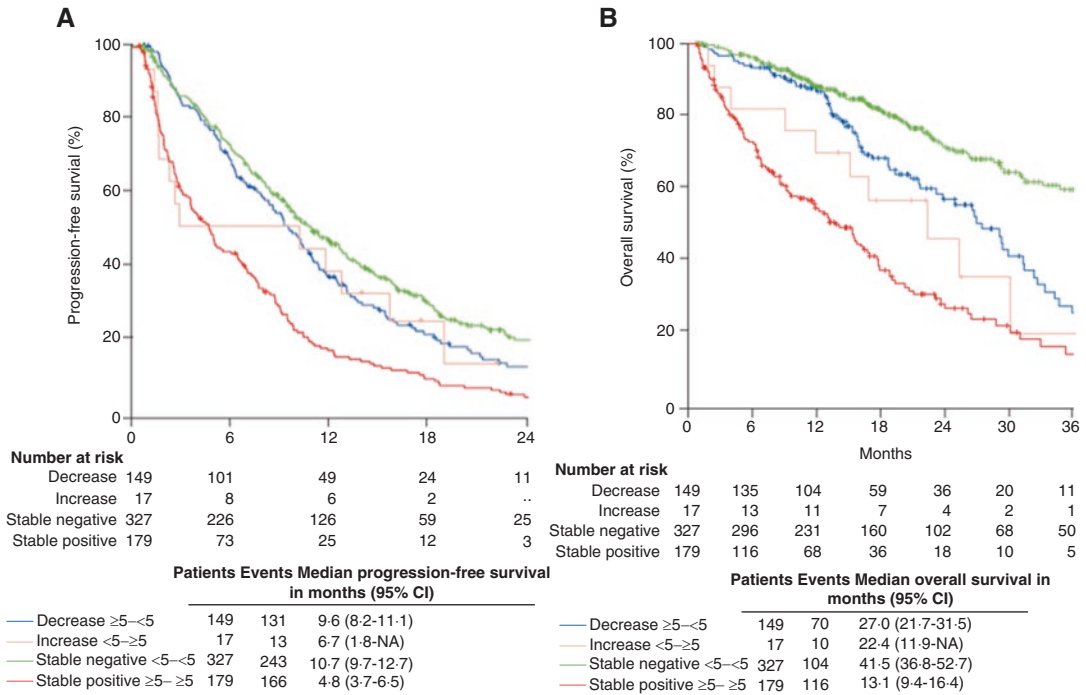 A
100
80
60
40
20
0
Progression-free survial (%)
0 6 12 18 24
Number at risk
Decrease 149 101 49 24 11
Increase 17 8 6 2 ··
Stable negative 327 226 126 59 25
Stable positive 179 73 25 12 3
Patients Events Median progression-free survival
in months (95% CI)
Decrease ≥5–<5 149 131 9·6 (8·2-11·1)
Increase <5–≥5 17 13 6·7 (1·8-NA)
Stable negative <5–<5 327 243 10·7 (9·7-12·7)
Stable positive ≥5– ≥5 179 166 4·8 (3·7-6·5)
B
100
80
60
40
20
0
Overall survival (%)
0 6 12 18 24 30 36
Months
Number at risk
Decrease 149 135 104 59 36 20 11
Increase 17 13 11 7 4 2 1
Stable negative 327 296 231 160 102 68 50
Stable positive 179 116 68 36 18 10 5
Patients Events Median overall survival in
months (95% CI)
Decrease ≥5–<5 149 70 27·0 (21·7-31·5)
Increase <5–≥5 17 10 22·4 (11·9-NA)
Stable negative <5–<5 327 104 41·5 (36·8-52·7)
Stable positive ≥5– ≥5 179 116 13·1 (9·4-16·4)